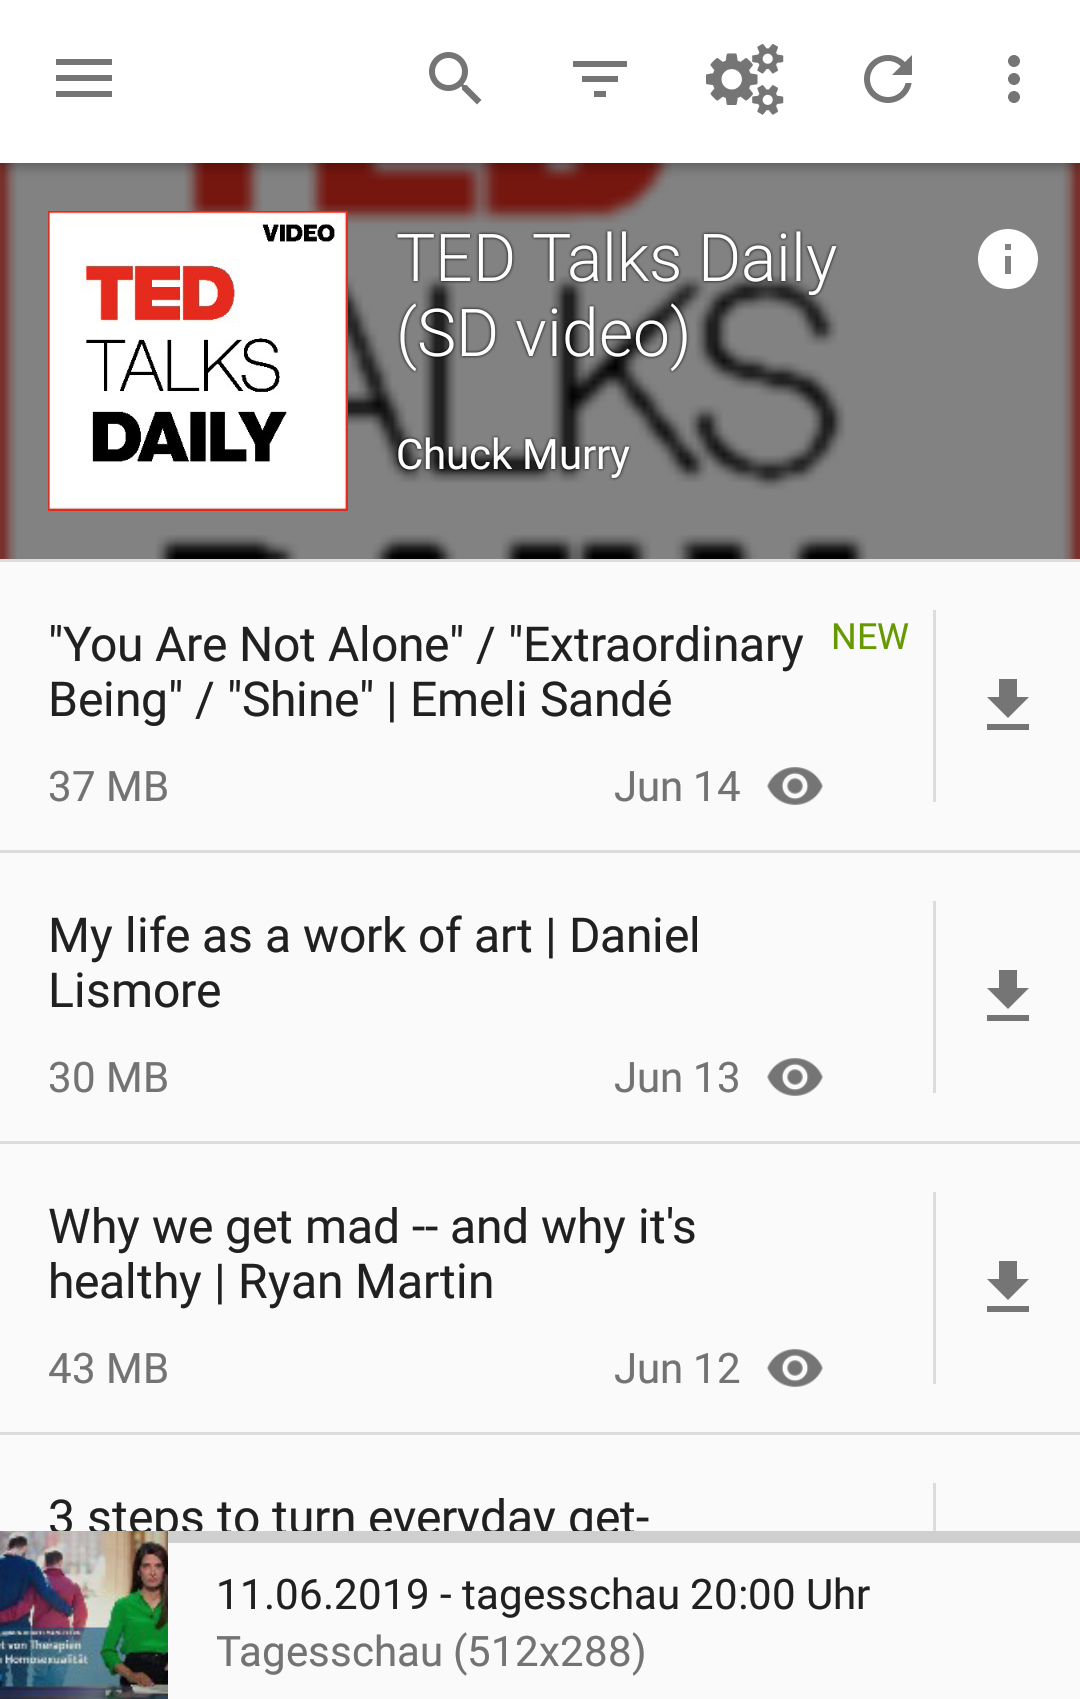 VIDEO
TED
TALKS
DAILY
TED Talks Daily
(SD video)
Chuck Murry
"You Are Not Alone" / "Extraordinary
Being" / "Shine" | Emeli Sandé
NEW
37 MB
Jun 14
My life as a work of art | Daniel
Lismore
30 MB
Jun 13
Why we get mad -- and why it's
healthy | Ryan Martin
43 MB
Jun 12
3 steps to turn everyday get-
11.06.2019 - tagesschau 20:00 Uhr
Tagesschau (512x288)
t von Therapien
Homosexualität